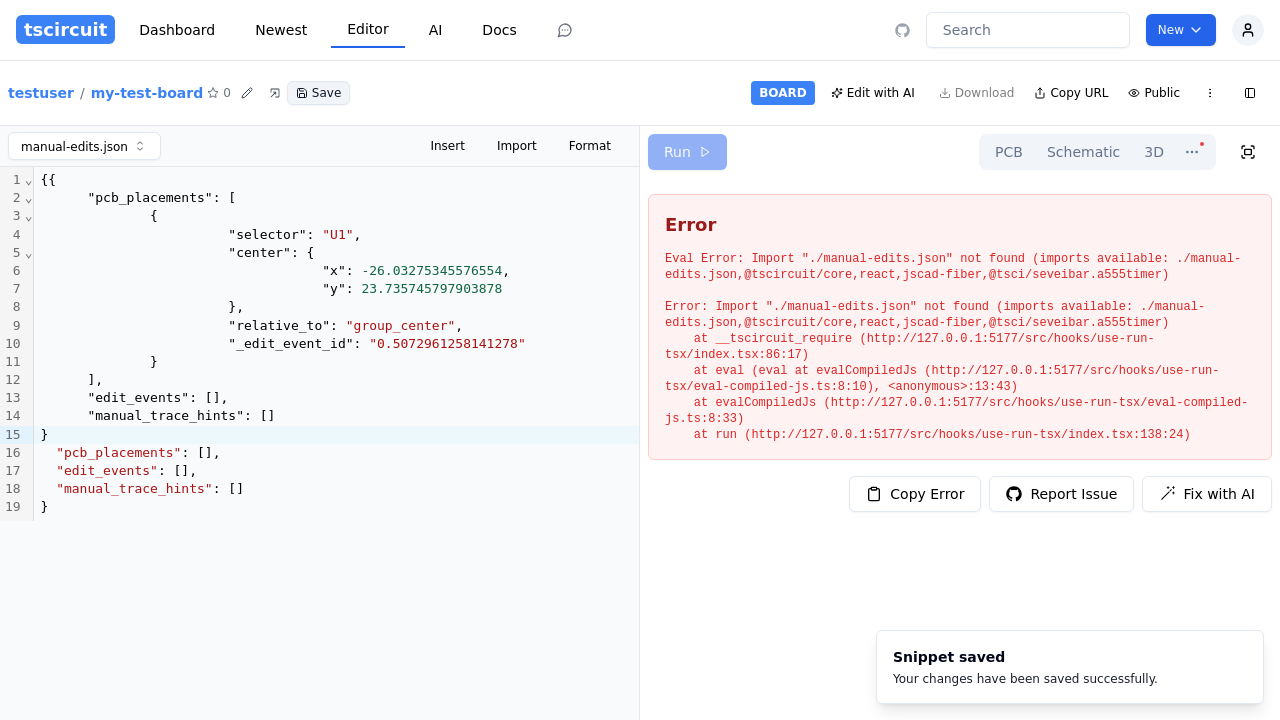 tscircuit Dashboard Newest Editor AI Docs Search New
testuser / my-test-board 0 Save BOARD Edit with AI Download Copy URL Public
manual-edits.json Insert Import Format Run PCB Schematic 3D
1 {{
2 "pcb_placements": [
3 {
4 "selector": "U1",
5 "center": {
6 "x": -26.03275345576554,
7 "y": 23.735745797903878
8 },
9 "relative_to": "group_center",
10 "_edit_event_id": "0.5072961258141278"
11 }
12 ],
13 "edit_events": [],
14 "manual_trace_hints": []
15 }
16 "pcb_placements": [],
17 "edit_events": [],
18 "manual_trace_hints": []
19 }
Error
Eval Error: Import "./manual-edits.json" not found (imports available: ./manual-
edits.json,@tscircuit/core,react,jscad-fiber,@tsci/seveibar.a555timer)
Error: Import "./manual-edits.json" not found (imports available: ./manual-
edits.json,@tscircuit/core,react,jscad-fiber,@tsci/seveibar.a555timer)
at __tscircuit_require (http://127.0.0.1:5177/src/hooks/use-run-
tsx/index.tsx:86:17)
at eval (eval at evalCompiledJs (http://127.0.0.1:5177/src/hooks/use-run-
tsx/eval-compiled-js.ts:8:10), <anonymous>:13:43)
at evalCompiledJs (http://127.0.0.1:5177/src/hooks/use-run-tsx/eval-compiled-
js.ts:8:33)
at run (http://127.0.0.1:5177/src/hooks/use-run-tsx/index.tsx:138:24)
Copy Error Report Issue Fix with AI
Snippet saved
Your changes have been saved successfully.